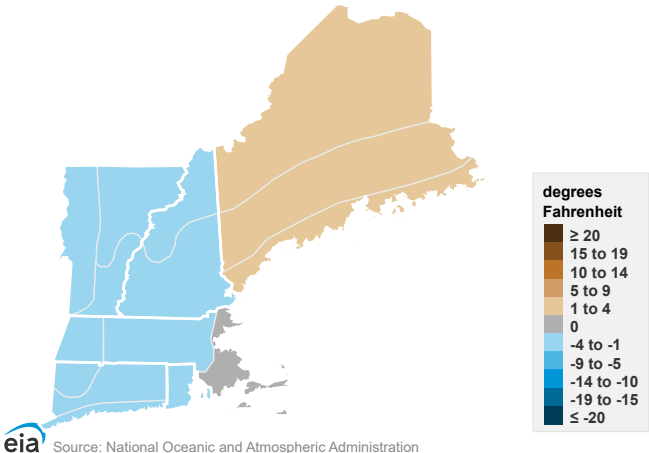 degrees
Fahrenheit
≥ 20
15 to 19
10 to 14
5 to 9
1 to 4
0
-4 to -1
-9 to -5
-14 to -10
-19 to -15
≤ -20
eia
Source: National Oceanic and Atmospheric Administration